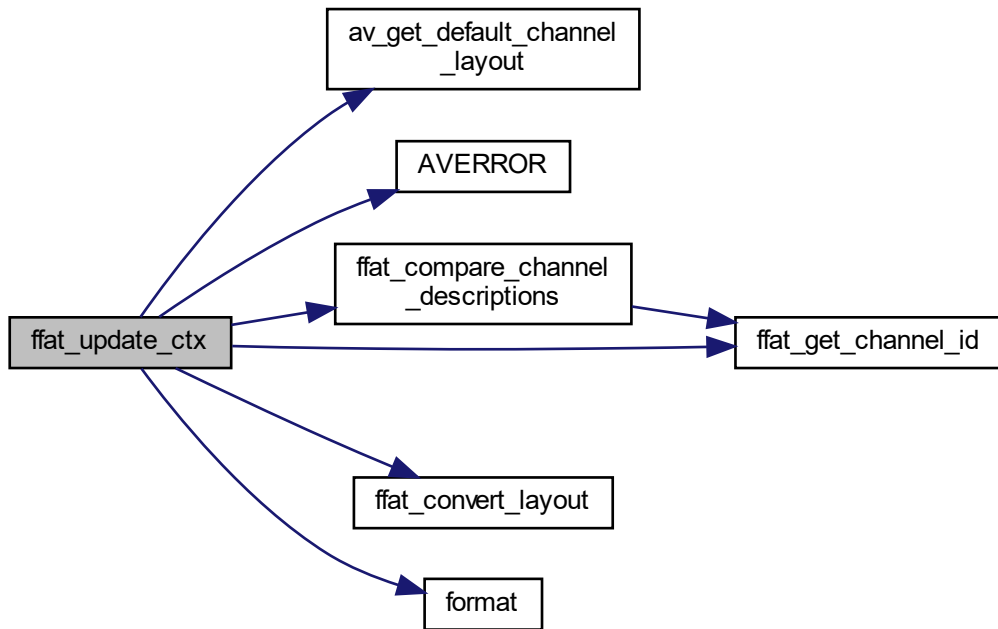 av_get_default_channel
_layout
AVERROR
ffat_compare_channel
_descriptions
ffat_update_ctx
ffat_get_channel_id
ffat_convert_layout
format